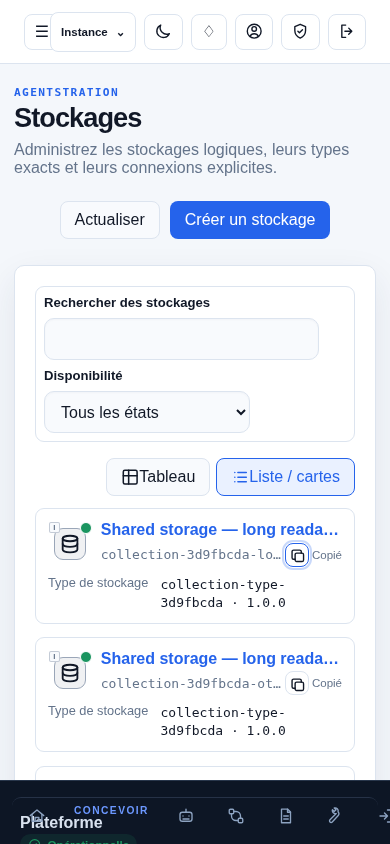 ☰ Instance ⌄
AGENTSTRATION
Stockages
Administrez les stockages logiques, leurs types
exacts et leurs connexions explicites.
Actualiser
Créer un stockage
Rechercher des stockages
Disponibilité
Tous les états
Tableau
Liste / cartes
I
Shared storage — long reada…
collection-3d9fbcda-lo…
Copié
Type de stockage
collection-type-
3d9fbcda · 1.0.0
I
Shared storage — long reada…
collection-3d9fbcda-ot…
Copié
Type de stockage
collection-type-
3d9fbcda · 1.0.0
CONCEVOIR
Plateforme
Opérationnelle